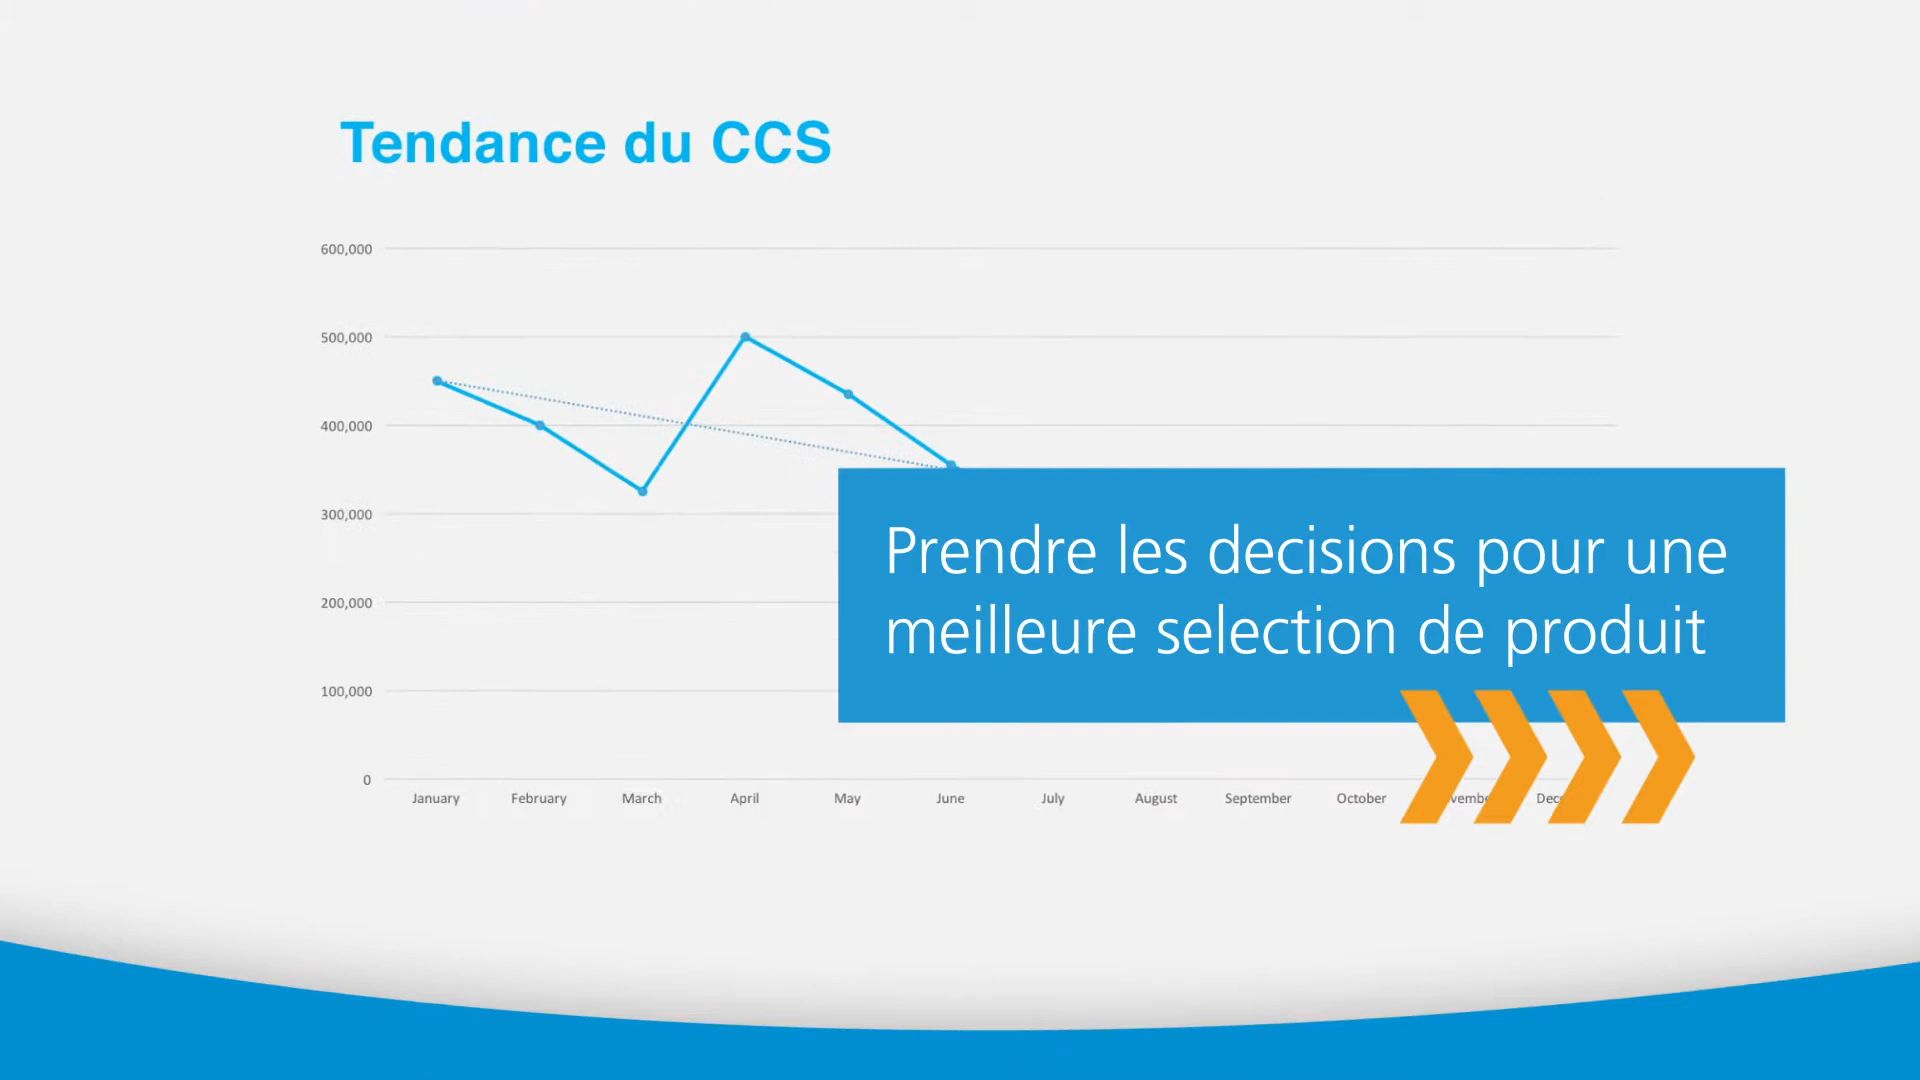 Tendance du CCS
600,000
500,000
400,000
300,000
200,000
100,000
0
January February March April May June July August September October
Prendre les decisions pour une
meilleure selection de produit